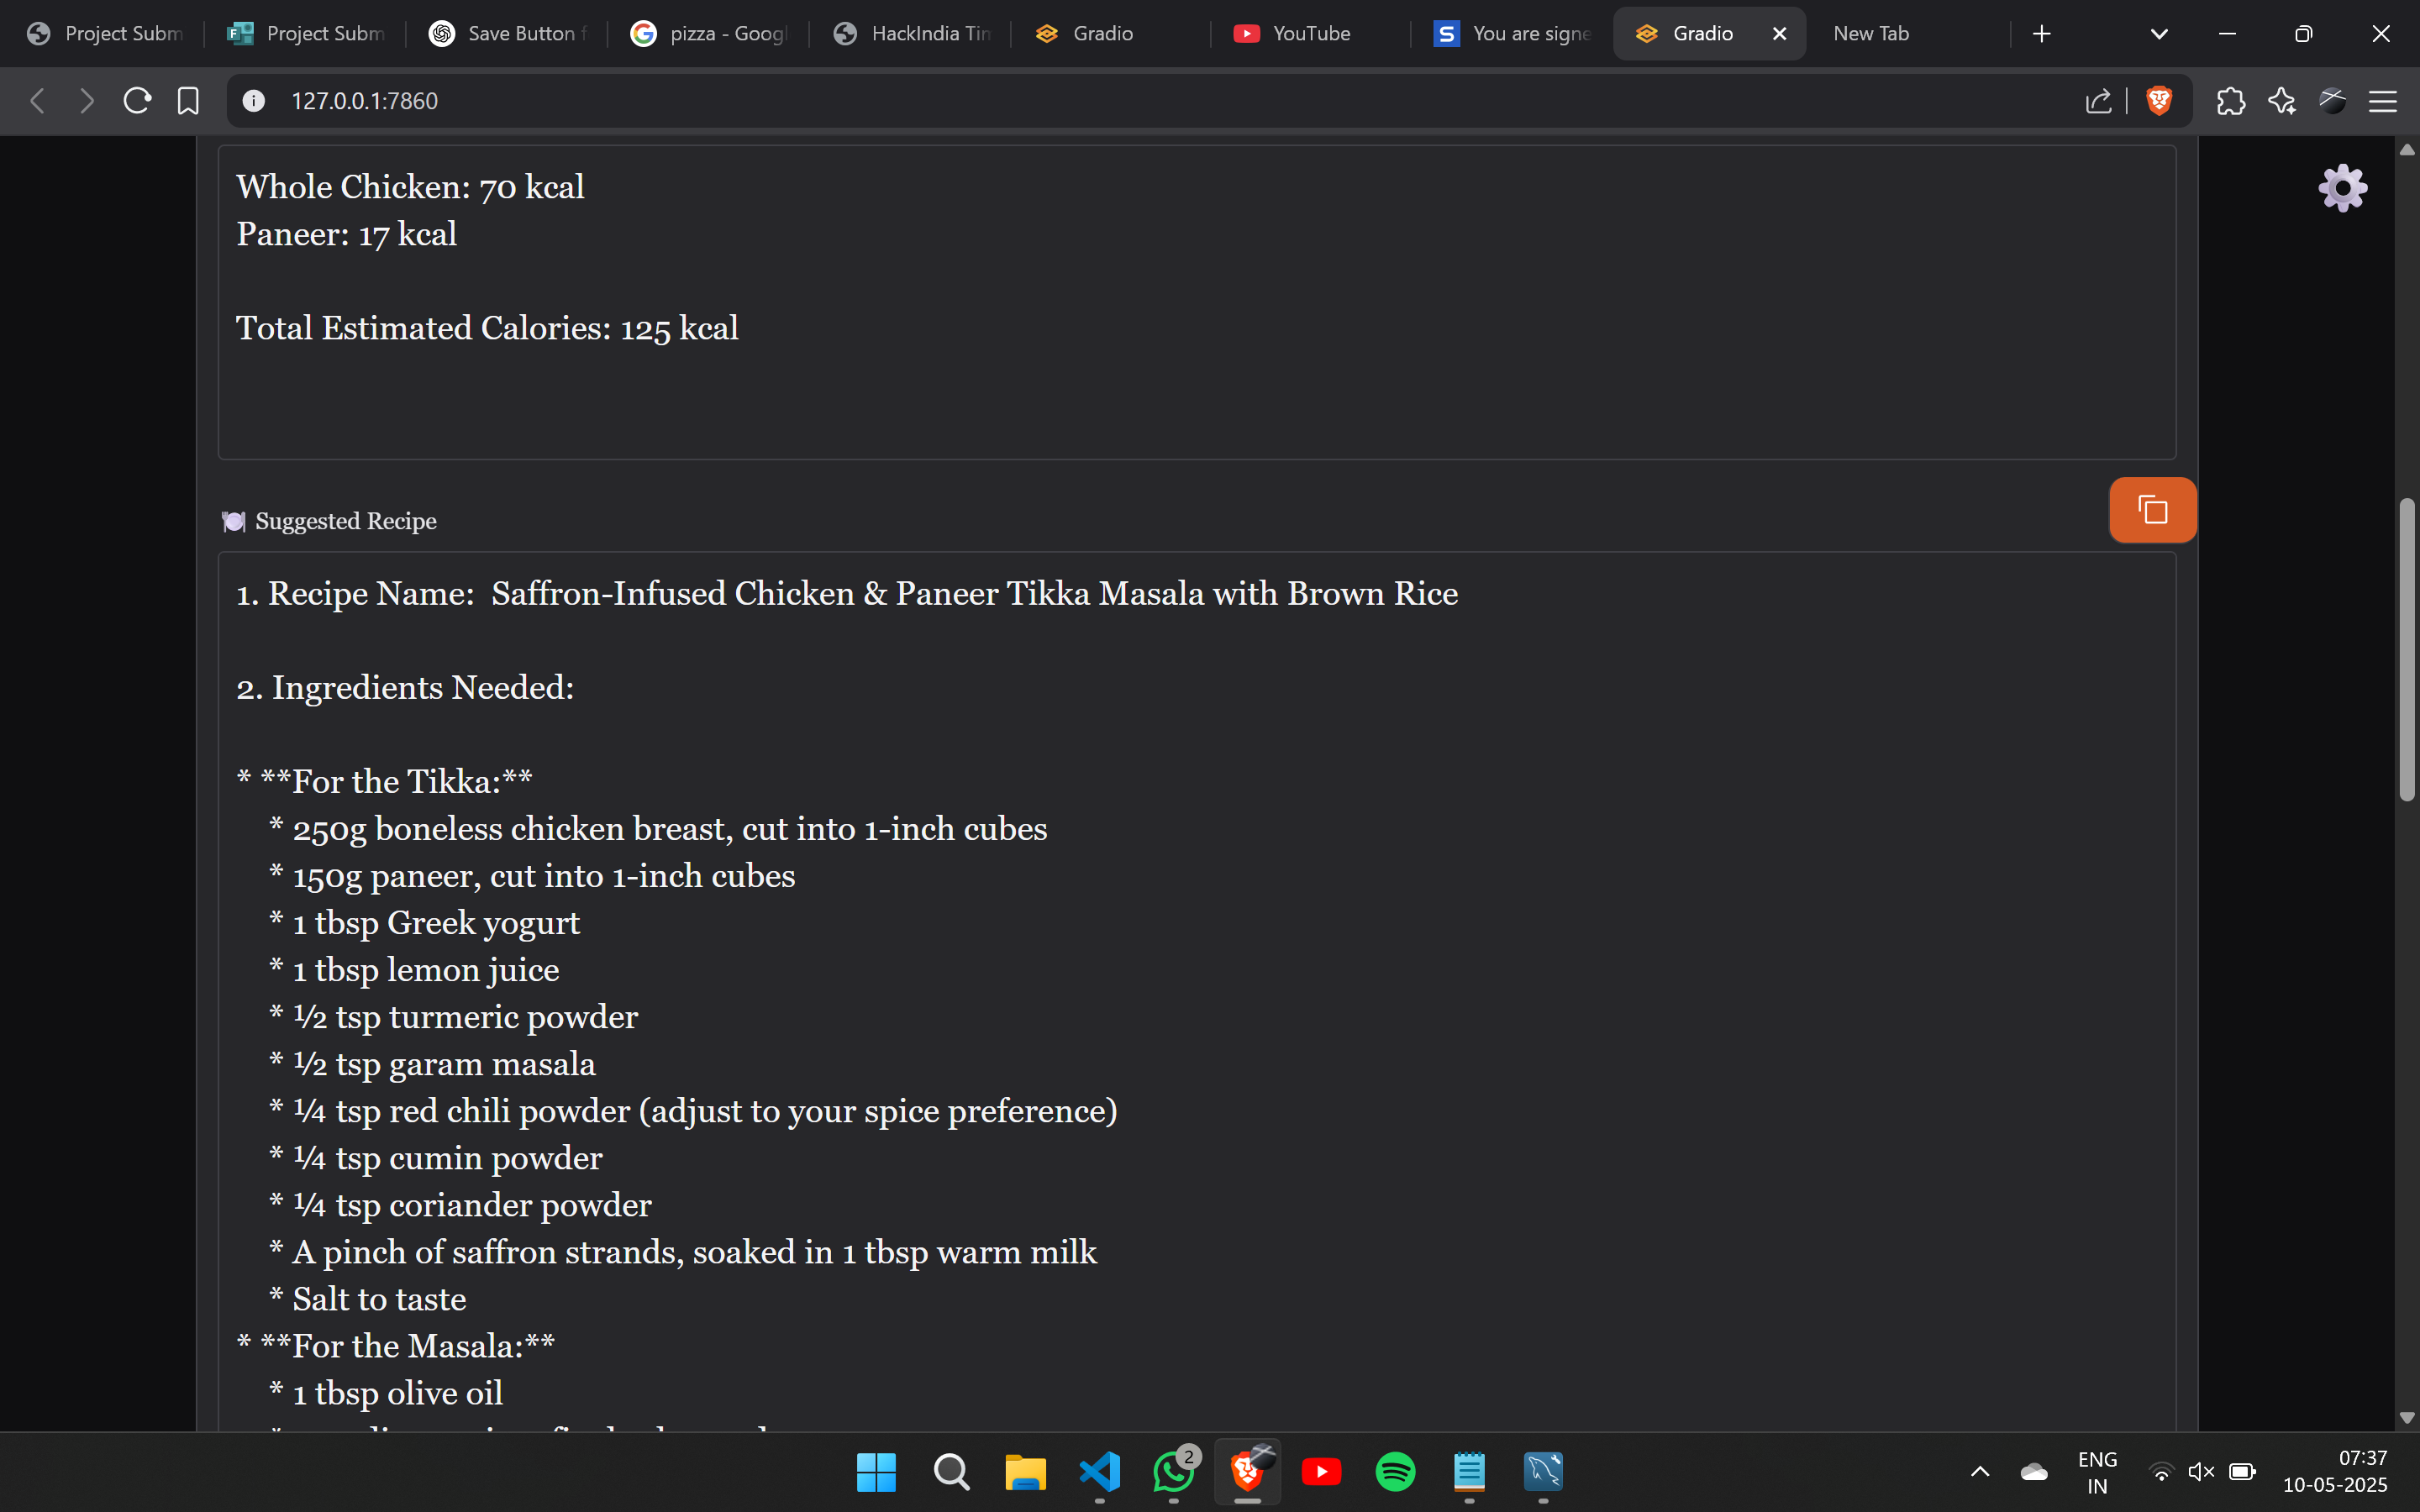 Project Subm
Project Subm
Save Button f
pizza - Googl
HackIndia Tim
Gradio
YouTube
You are signe
Gradio
New Tab
127.0.0.1:7860
Whole Chicken: 70 kcal
Paneer: 17 kcal
Total Estimated Calories: 125 kcal
Suggested Recipe
1. Recipe Name:  Saffron-Infused Chicken & Paneer Tikka Masala with Brown Rice
2. Ingredients Needed:
* **For the Tikka:**
* 250g boneless chicken breast, cut into 1-inch cubes
* 150g paneer, cut into 1-inch cubes
* 1 tbsp Greek yogurt
* 1 tbsp lemon juice
* ½ tsp turmeric powder
* ½ tsp garam masala
* ¼ tsp red chili powder (adjust to your spice preference)
* ¼ tsp cumin powder
* ¼ tsp coriander powder
* A pinch of saffron strands, soaked in 1 tbsp warm milk
* Salt to taste
* **For the Masala:**
* 1 tbsp olive oil
2
ENG
IN
07:37
10-05-2025